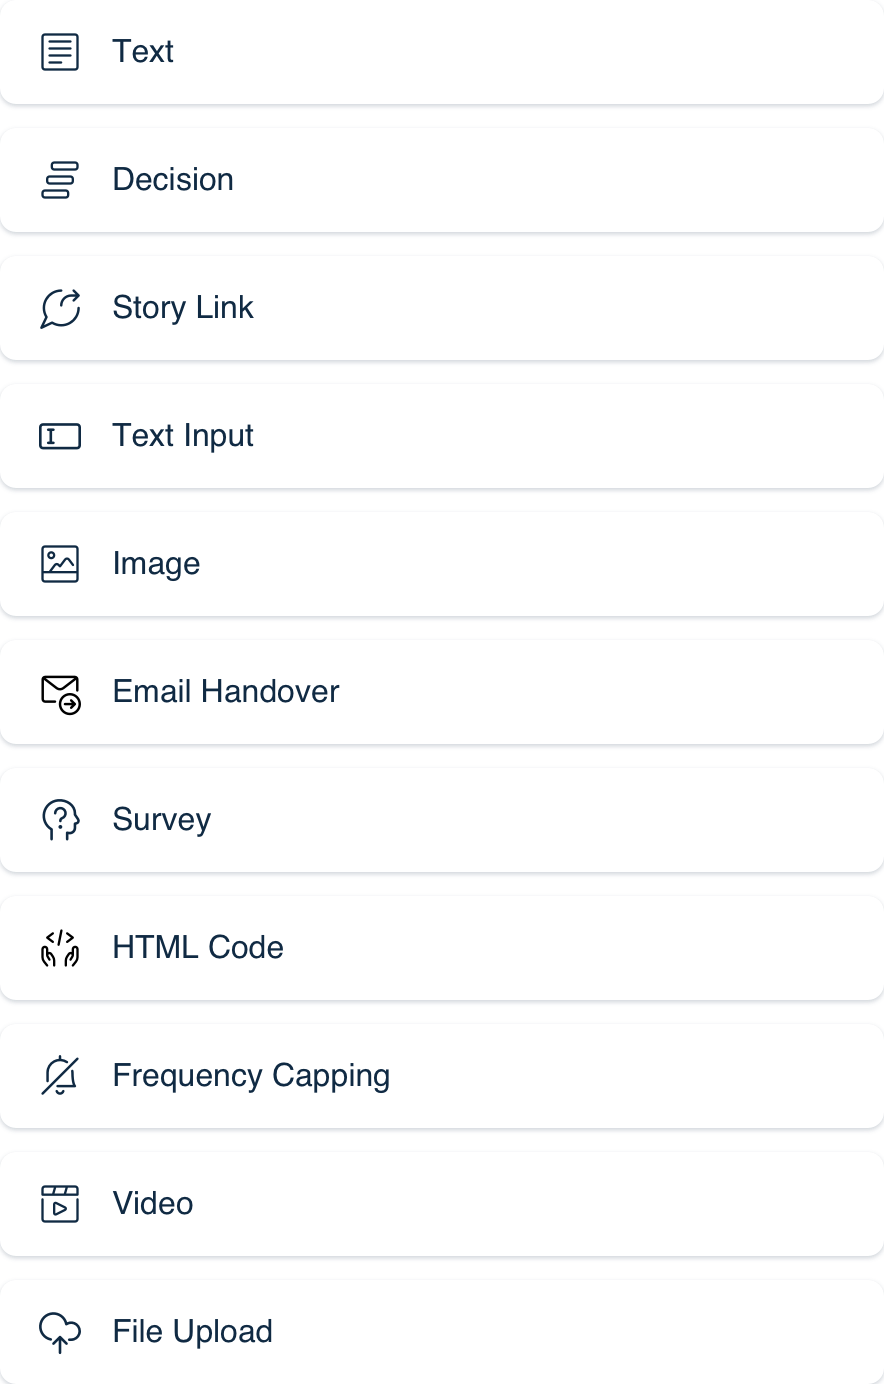 Text
Decision
Story Link
Text Input
Image
Email Handover
Survey
HTML Code
Frequency Capping
Video
File Upload